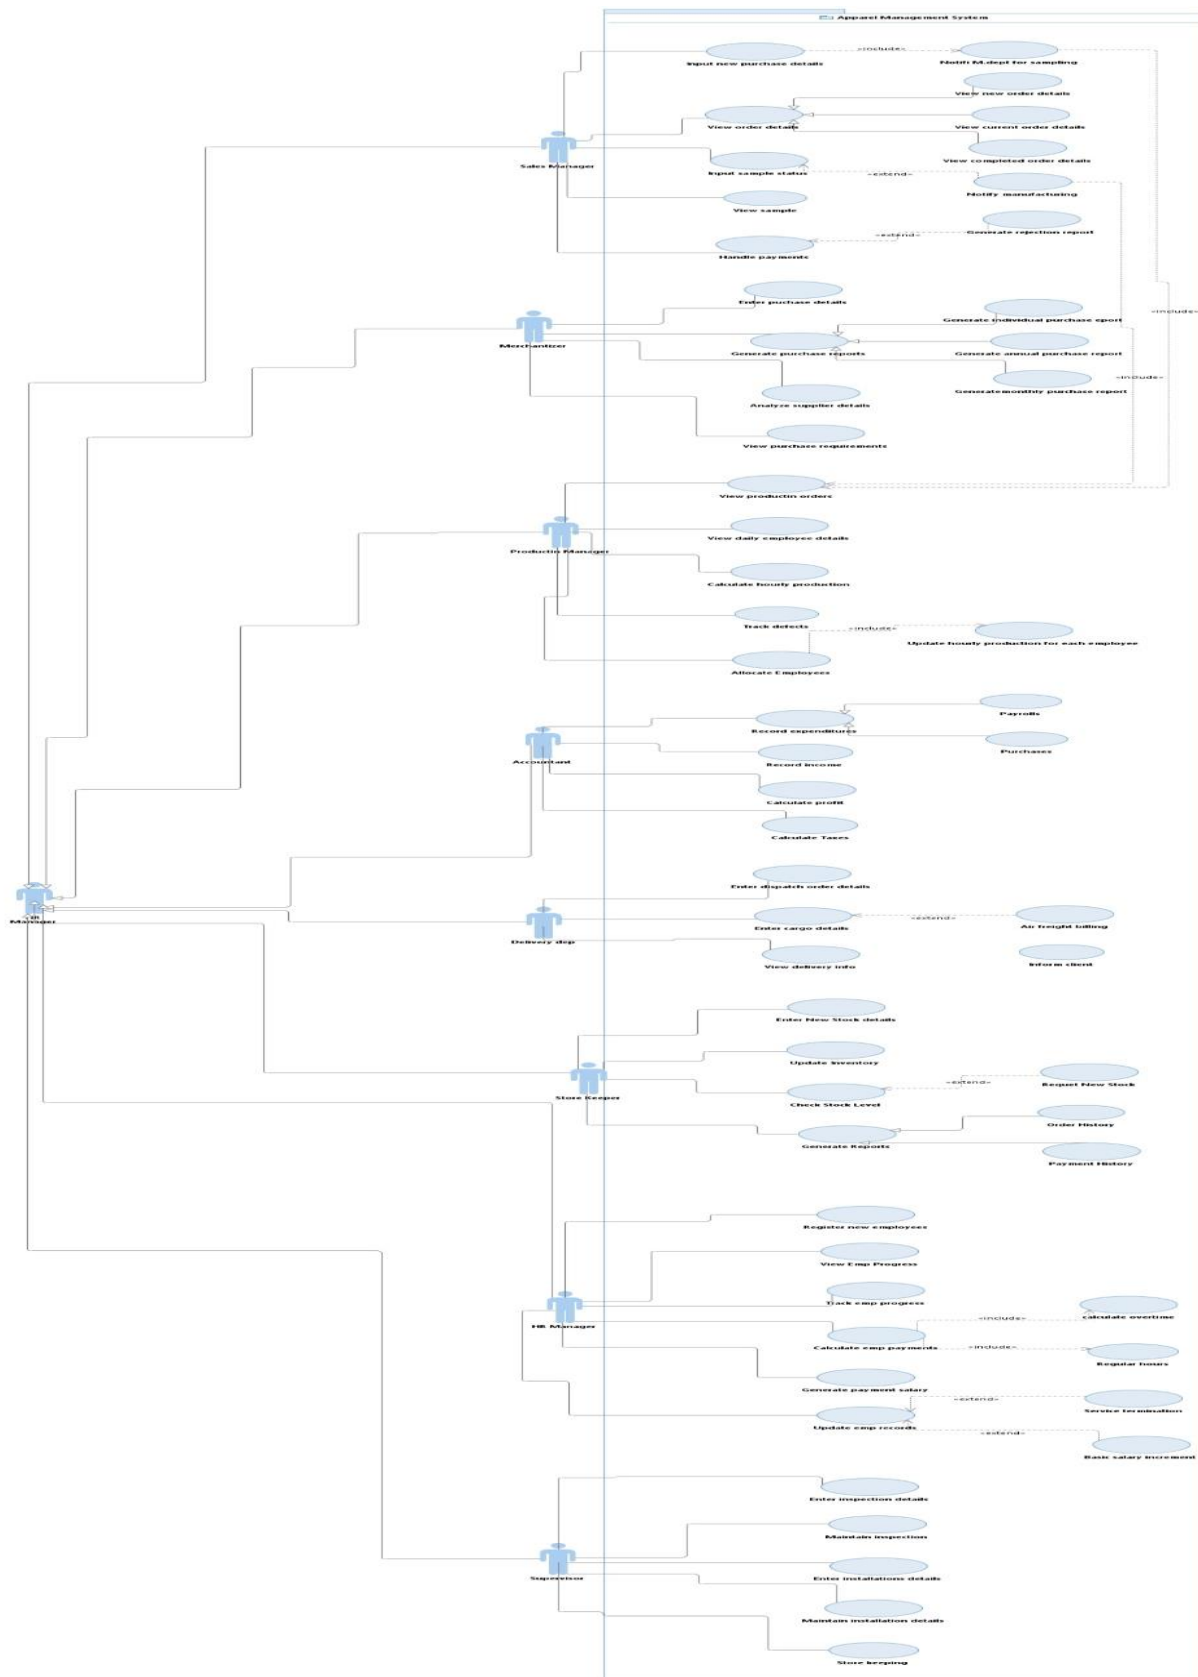 Apparel Management System
Input new purchase details
«include»
Notifi M.dept for sampling
View new order details
View order details
View current order details
View completed order details
Sales Manager
Input sample status
«extend»
Notify manufacturing
View sample
Generate rejection report
«extend»
Handle payments
Enter puchase details
«include»
Generate individual purchase eport
Merchantizer
Generate purchase reports
Generate annual purchase report
«include»
Generatemonthly purchase report
Analyze supplier details
View purchase requirements
View productin orders
View daily employee details
Productio Manager
Calculate hourly production
Track defects
«include»
Update hourly production for each employee
Allocate Employees
Payrolls
Record expenditures
Purchases
Accountant
Record income
Calculate profit
Calculate Taxes
Enter dispatch order details
Manager
Enter cargo details
«extend»
Air freight billing
Delivery dep
View delivery info
Inform client
Enter New Stock details
Update Inventory
«extend»
Requet New Stock
Store Keeper
Check Stock Level
Order History
Generate Reports
Payment History
Register new employees
View Emp Progress
Track emp progress
HR Manager
«include»
calculate overtime
Calculate emp payments
«include»
Regular hours
Generate payment salary
«extend»
Service termination
Update emp records
«extend»
Basic salary increment
Enter inspection details
Maintain inspection
Supervisor
Enter installations details
Maintain installation details
Store keeping